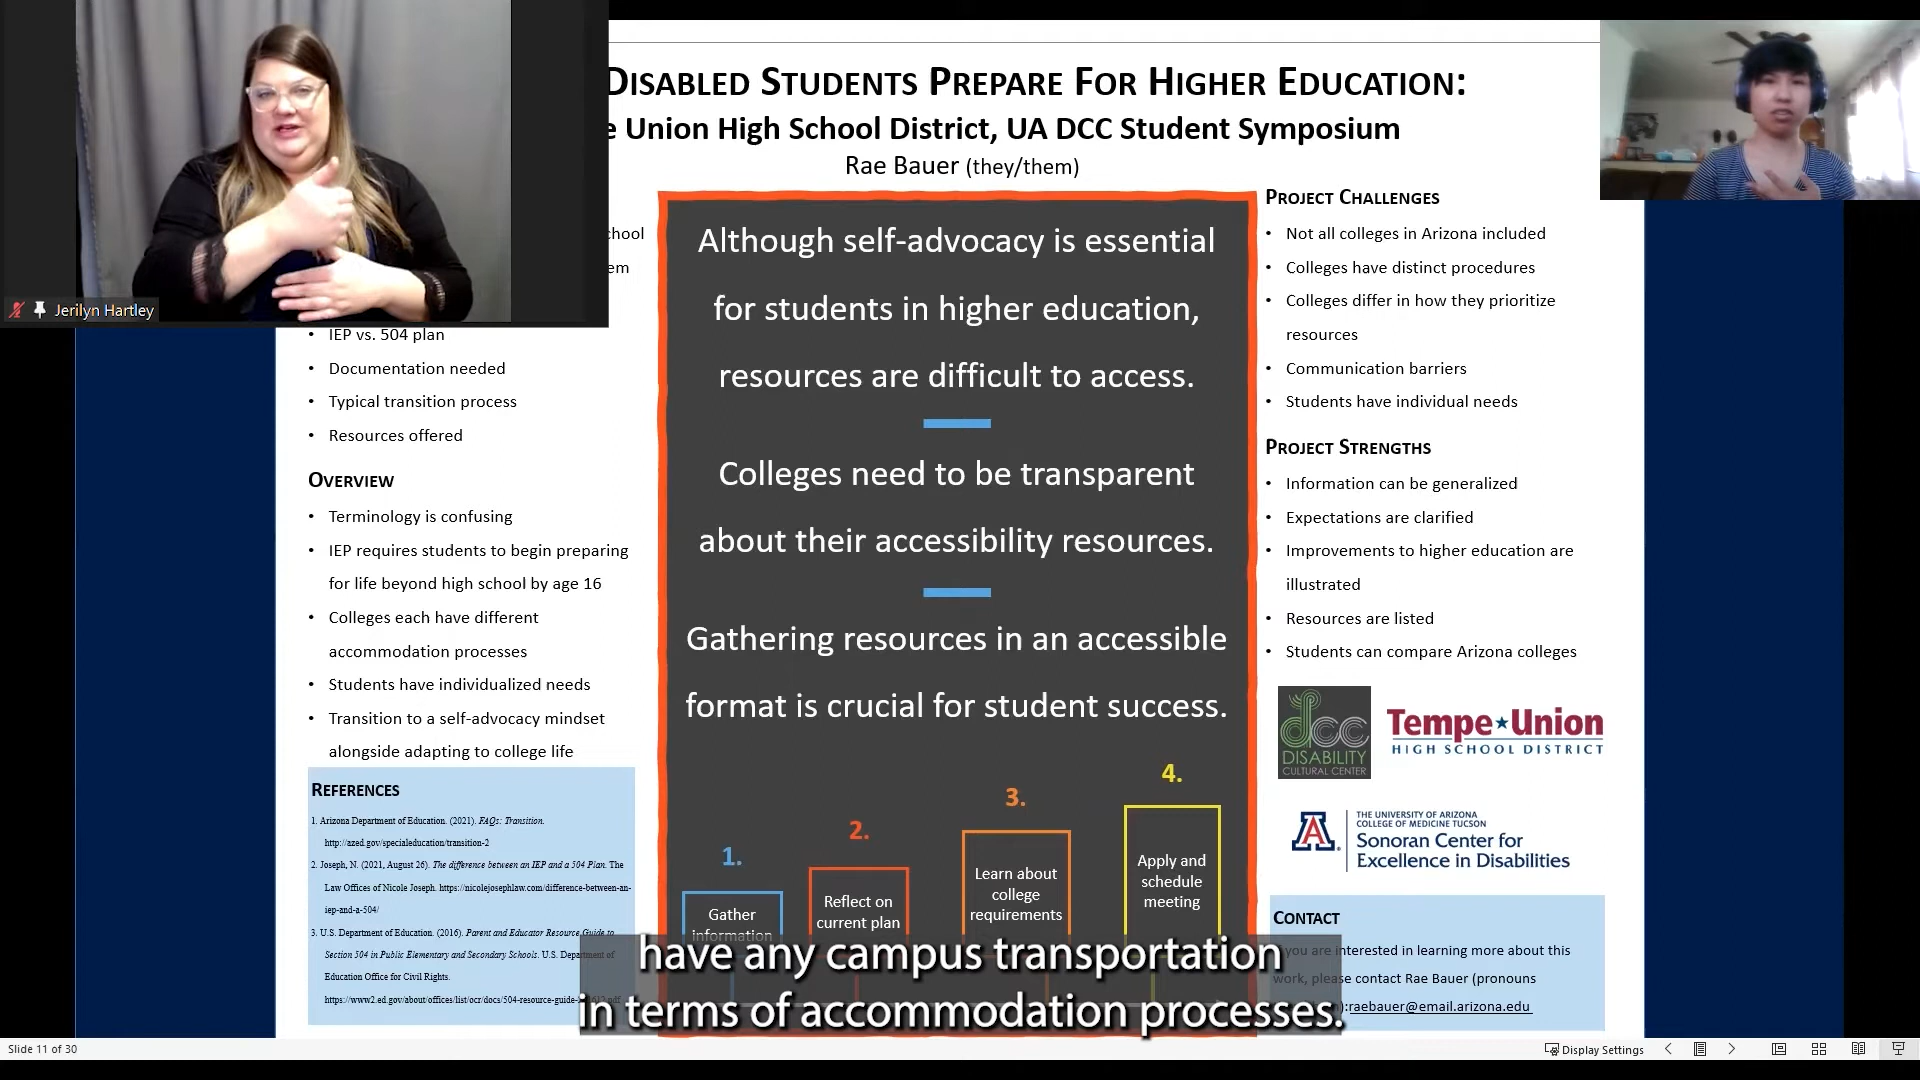 DISABLED STUDENTS PREPARE FOR HIGHER EDUCATION:
e Union High School District, UA DCC Student Symposium
Rae Bauer (they/them)
Jerilyn Hartley
chool
em
• IEP vs. 504 plan
• Documentation needed
• Typical transition process
• Resources offered
OVERVIEW
• Terminology is confusing
• IEP requires students to begin preparing
for life beyond high school by age 16
• Colleges each have different
accommodation processes
• Students have individualized needs
• Transition to a self-advocacy mindset
alongside adapting to college life
REFERENCES
1. Arizona Department of Education. (2021). FAQs: Transition.
http://azed.gov/specialeducation/transition-2
2. Joseph, N. (2021, August 26). The difference between an IEP and a 504 Plan. The
Law Offices of Nicole Joseph. https://nicolejosephlaw.com/difference-between-an-
iep-and-a-504/
3. U.S. Department of Education. (2016). Parent and Educator Resource Guide to
Section 504 in Public Elementary and Secondary Schools. U.S. Department of
Education Office for Civil Rights.
https://www2.ed.gov/about/offices/list/ocr/docs/504-resource-guide-
Although self-advocacy is essential
for students in higher education,
resources are difficult to access.
Colleges need to be transparent
about their accessibility resources.
Gathering resources in an accessible
format is crucial for student success.
1.
Gather
information
2.
Reflect on
current plan
3.
Learn about
college
requirements
4.
Apply and
schedule
meeting
PROJECT CHALLENGES
• Not all colleges in Arizona included
• Colleges have distinct procedures
• Colleges differ in how they prioritize
resources
• Communication barriers
• Students have individual needs
PROJECT STRENGTHS
• Information can be generalized
• Expectations are clarified
• Improvements to higher education are
illustrated
• Resources are listed
• Students can compare Arizona colleges
dcc
DISABILITY
CULTURAL CENTER
Tempe Union
HIGH SCHOOL DISTRICT
A
THE UNIVERSITY OF ARIZONA
COLLEGE OF MEDICINE TUCSON
Sonoran Center for
Excellence in Disabilities
CONTACT
you are interested in learning more about this
work, please contact Rae Bauer (pronouns
):raebauer@email.arizona.edu
have any campus transportation
in terms of accommodation processes.
Slide 11 of 30
Display Settings